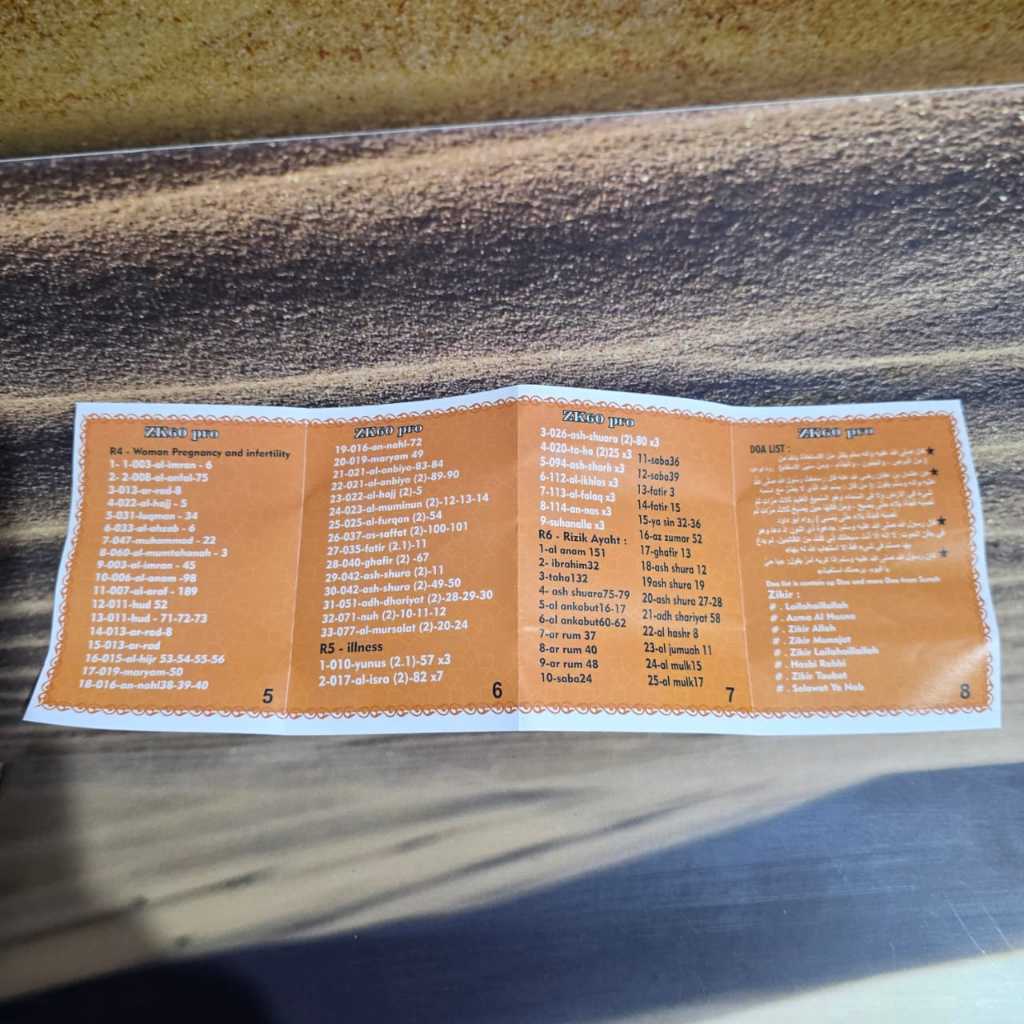 ZK60 pro
R4 - Woman Pregnancy and infertility
1- 1-003-al-imran - 6
2- 2-008-al-anfal-75
3-013-ar-rad-8
4-022-al-hajj - 5
5-031-luqman - 34
6-033-al-ahzab - 6
7-047-muhammad - 22
8-060-al-mumtahanah - 3
9-003-al-imran - 45
10-006-al-anam -98
11-007-al-araf - 189
12-011-hud 52
13-011-hud - 71-72-73
14-013-ar-rad-8
15-013-ar-rad
16-015-al-hijr 53-54-55-56
17-019-maryam-50
18-016-an-nahl38-39-40
5
ZK60 pro
19-016-an-nahl-72
20-019-maryam 49
21-021-al-anbiya-83-84
22-021-al-anbiya (2)-89-90
23-022-al-hajj (2)-5
24-023-al-muminun (2)-12-13-14
25-025-al-furqan (2)-54
26-037-as-saffat (2)-100-101
27-035-fatir (2.1)-11
28-040-ghafir (2) -67
29-042-ash-shura (2)-11
30-042-ash-shura (2)-49-50
31-051-adh-dhariyat (2)-28-29-30
32-071-nuh (2)-10-11-12
33-077-al-mursalat (2)-20-24
R5 - illness
1-010-yunus (2.1)-57 x3
2-017-al-isra (2)-82 x7
6
ZK60 pro
3-026-ash-shuara (2)-80 x3
4-020-ta-ha (2)25 x3
5-094-ash-sharh x3
6-112-al-ikhlas x3
7-113-al-falaq x3
8-114-an-nas x3
9-suhanalla x3
R6 - Rizik Ayaht :
1-al anam 151
2- ibrahim32
3-taha132
4- ash shuara75-79
5-al ankabut16-17
6-al ankabut60-62
7-ar rum 37
8-ar rum 40
9-ar rum 48
10-saba24
11-saba36
12-saba39
13-fatir 3
14-fatir 15
15-ya sin 32-36
16-az zumar 52
17-ghafir 13
18-ash shura 12
19ash shura 19
20-ash shura 27-28
21-adh shariyat 58
22-al hashr 8
23-al jumuah 11
24-al mulk15
25-al mulk17
7
ZK60 pro
DOA LIST :
Doa list is contain up Doa and more Doa from Surah
Zikir :
# . Lailahaillallah
# . Asma Al Husna
# . Zikir Allah
# . Zikir Munajat
# . Zikir Lailahaillallah
# . Hasbi Rabbi
# . Zikir Taubat
# . Selawat Ya Nab
8